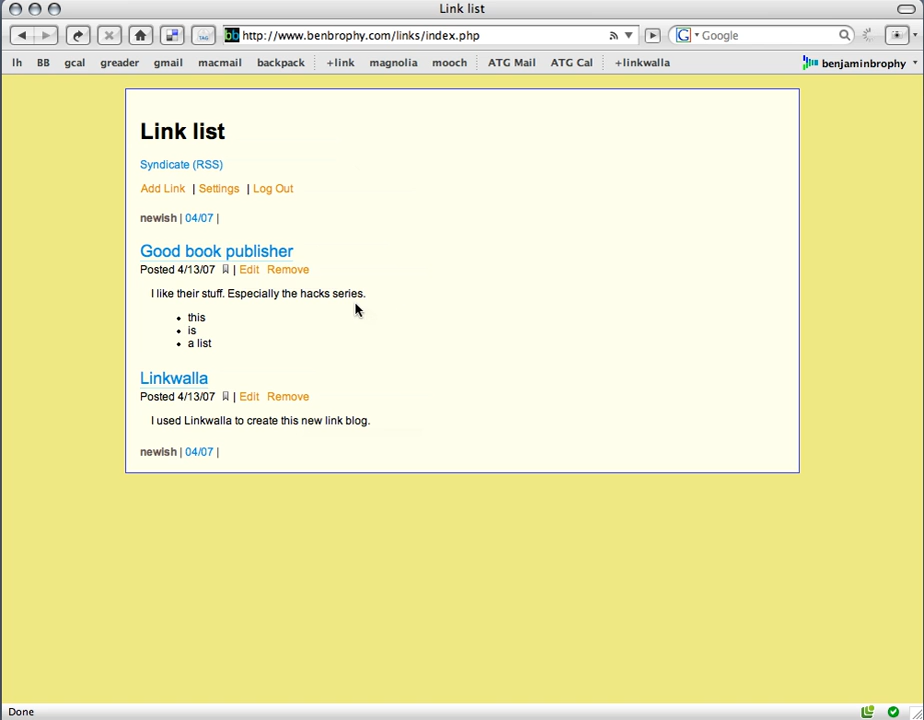 Link list
http://www.benbrophy.com/links/index.php
Google
lh BB gcal greader gmail macmail backpack +link magnolia mooch ATG Mail ATG Cal +linkwalla benjaminbrophy
Link list
Syndicate (RSS)
Add Link | Settings | Log Out
newish | 04/07 |
Good book publisher
Posted 4/13/07 | Edit Remove
I like their stuff. Especially the hacks series.
• this
• is
• a list
Linkwalla
Posted 4/13/07 | Edit Remove
I used Linkwalla to create this new link blog.
newish | 04/07 |
Done